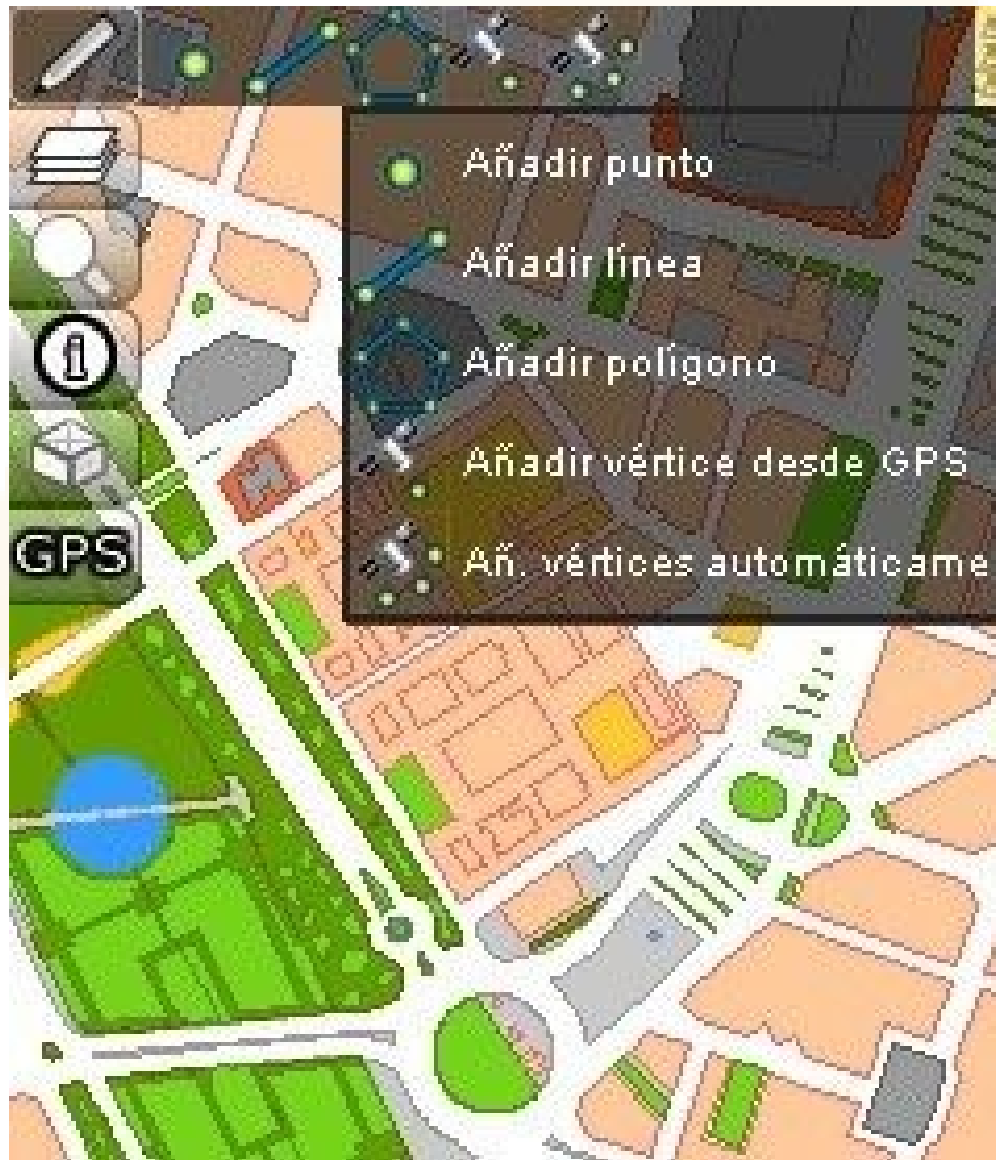 Añadir punto
Añadir línea
Añadir polígono
Añadir vértice desde GPS
GPS
Añ. vértices automáticame